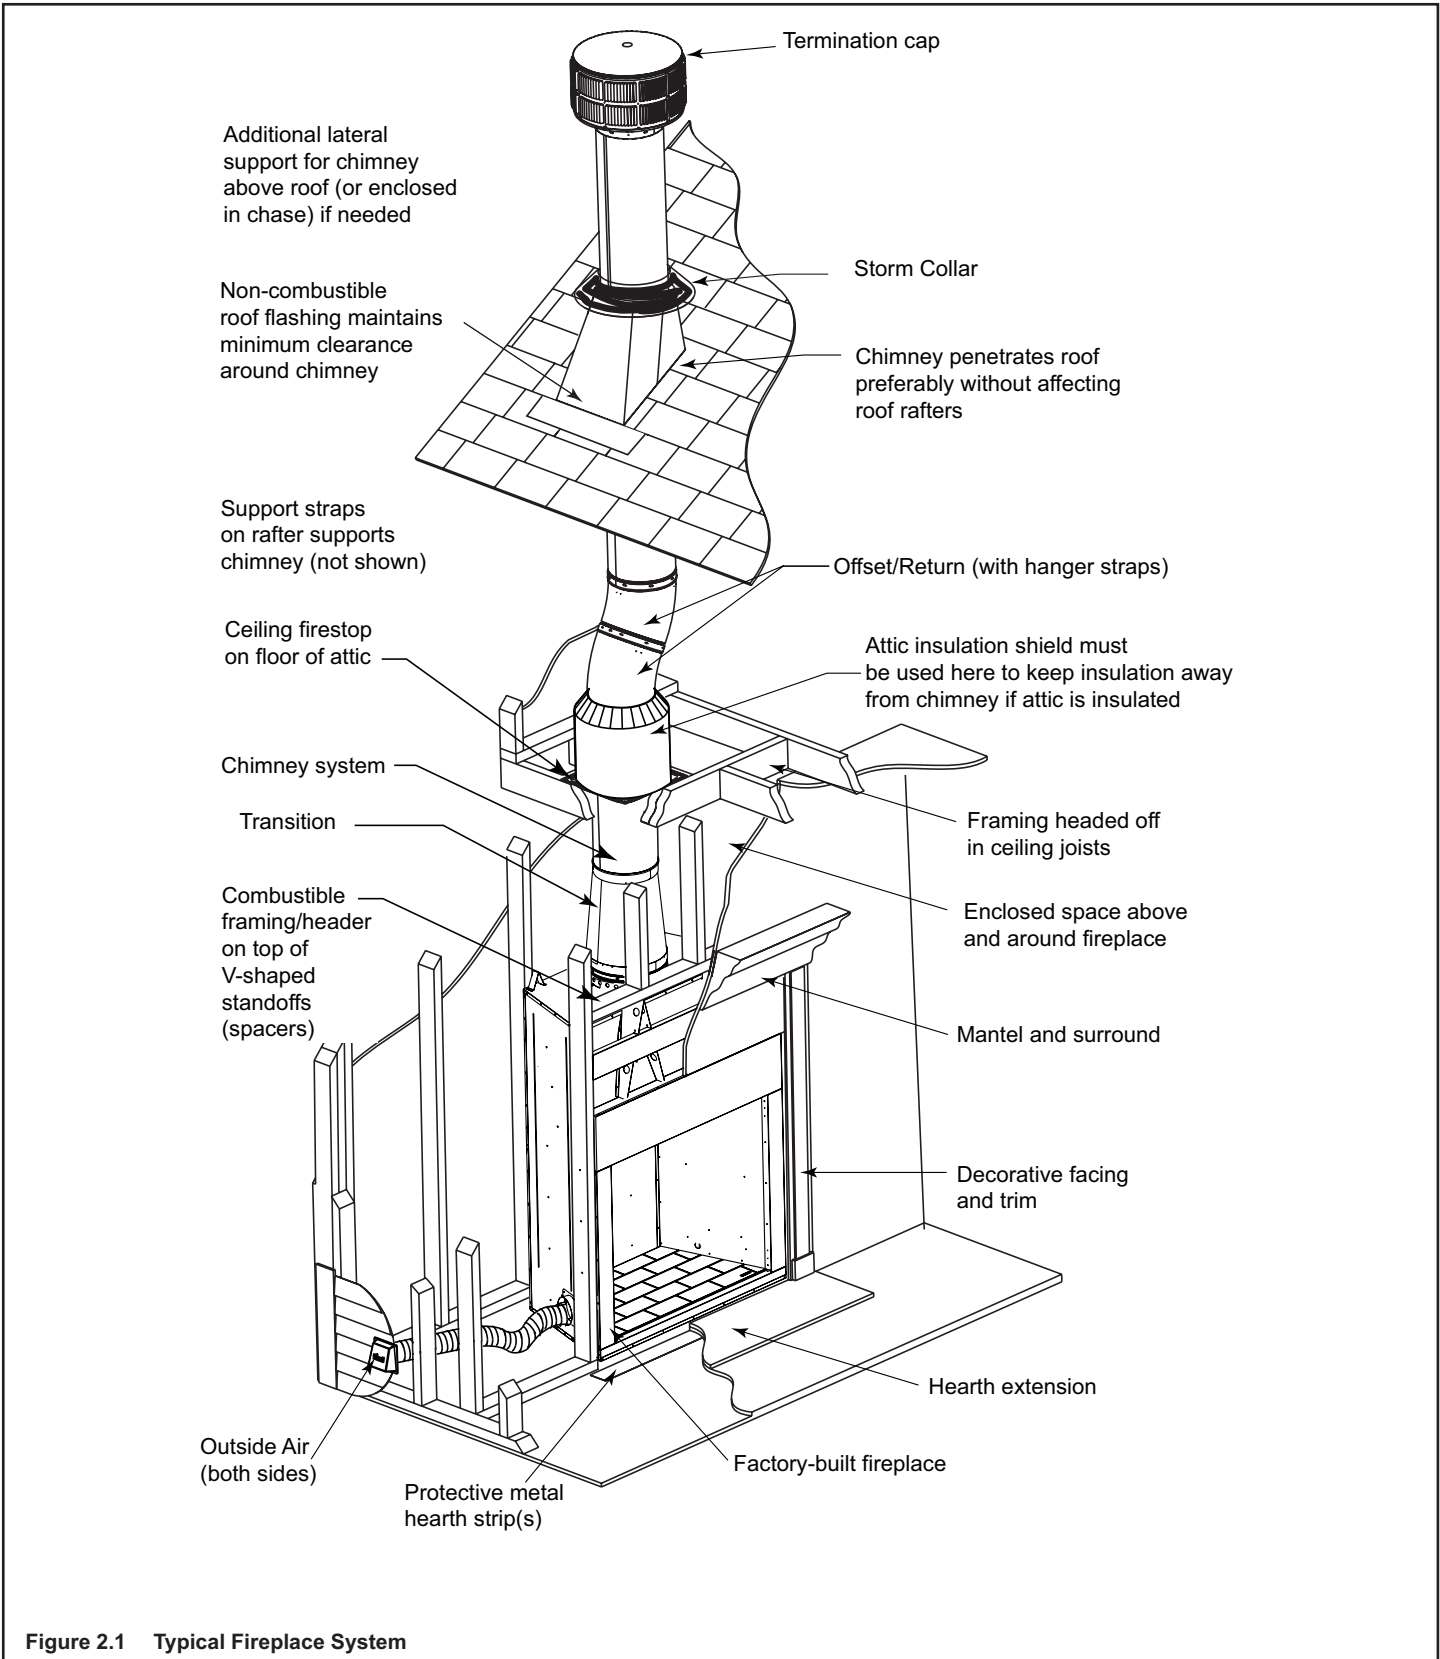 Termination cap
Additional lateral
support for chimney
above roof (or enclosed
in chase) if needed
Storm Collar
Non-combustible
roof flashing maintains
minimum clearance
around chimney
Chimney penetrates roof
preferably without affecting
roof rafters
Support straps
on rafter supports
chimney (not shown)
Offset/Return (with hanger straps)
Ceiling firestop
on floor of attic
Attic insulation shield must
be used here to keep insulation away
from chimney if attic is insulated
Chimney system
Transition
Framing headed off
in ceiling joists
Combustible
framing/header
on top of
V-shaped
standoffs
(spacers)
Enclosed space above
and around fireplace
Mantel and surround
Decorative facing
and trim
Hearth extension
Outside Air
(both sides)
Factory-built fireplace
Protective metal
hearth strip(s)
Figure 2.1 Typical Fireplace System